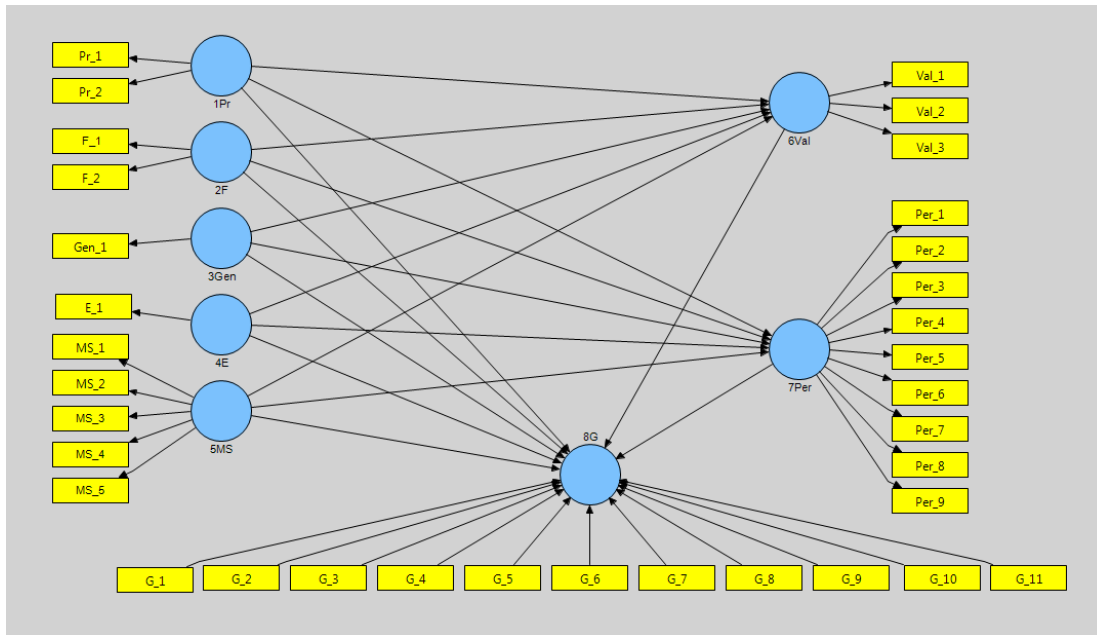 Pr_1
Pr_2
1Pr
F_1
F_2
2F
Gen_1
3Gen
E_1
4E
MS_1
MS_2
MS_3
MS_4
MS_5
5MS
Val_1
Val_2
Val_3
6Val
Per_1
Per_2
Per_3
Per_4
Per_5
Per_6
Per_7
Per_8
Per_9
7Per
8G
G_1
G_2
G_3
G_4
G_5
G_6
G_7
G_8
G_9
G_10
G_11